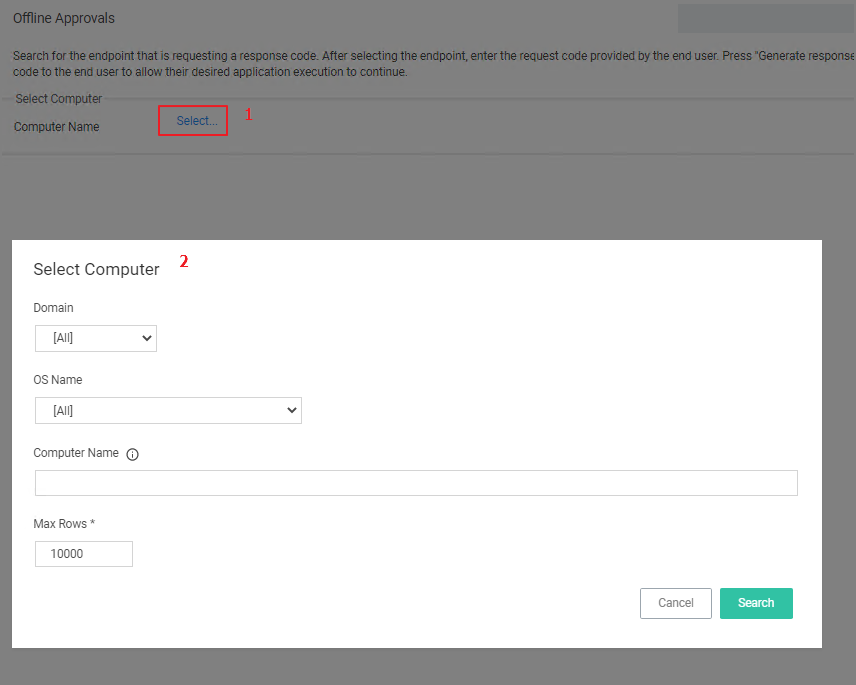 Offline Approvals
Search for the endpoint that is requesting a response code. After selecting the endpoint, enter the request code provided by the end user. Press "Generate response
code to the end user to allow their desired application execution to continue.
Select Computer
Computer Name Select... 1
Select Computer 2
Domain
[All]
OS Name
[All]
Computer Name
Max Rows *
10000
Cancel Search